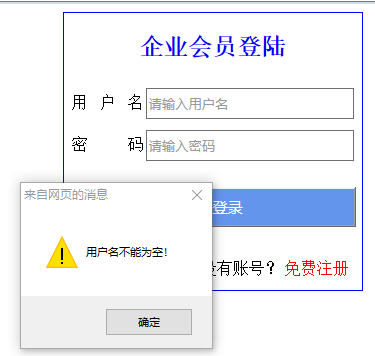 企业会员登陆
用 户 名 请输入用户名
密 码 请输入密码
来自网页的消息
登录
用户名不能为空!
没有账号? 免费注册
确定